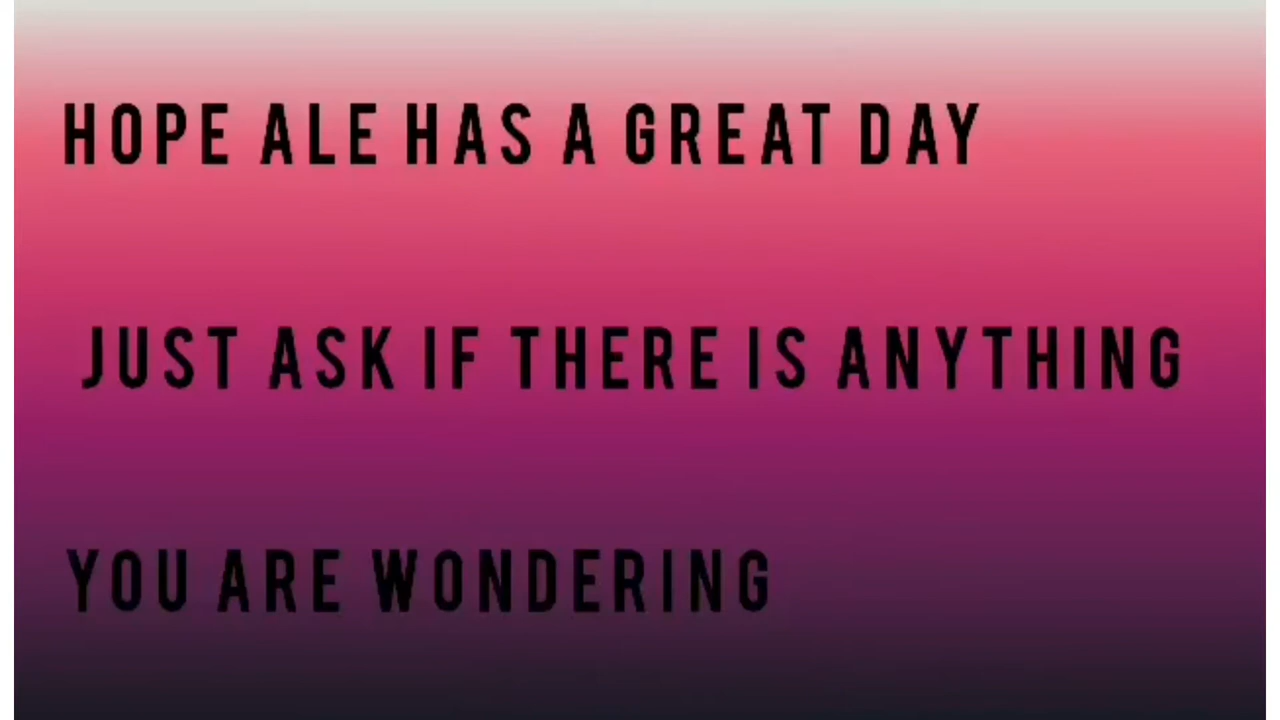 HOPE ALE HAS A GREAT DAY
JUST ASK IF THERE IS ANYTHING
YOU ARE WONDERING